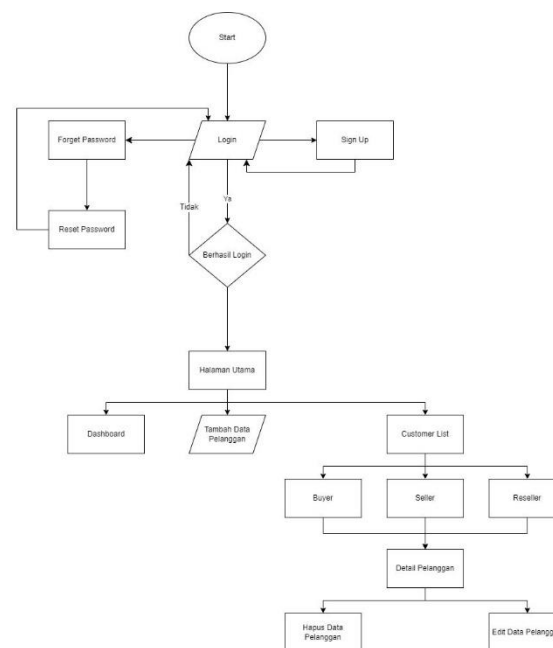 Start
Forget Password
Login
Sign Up
Tidak
Ya
Reset Password
Berhasil Login
Halaman Utama
Dashboard
Tambah Data
Pelanggan
Customer List
Buyer
Seller
Reseller
Detail Pelanggan
Hapus Data
Pelanggan
Edit Data Pelangg